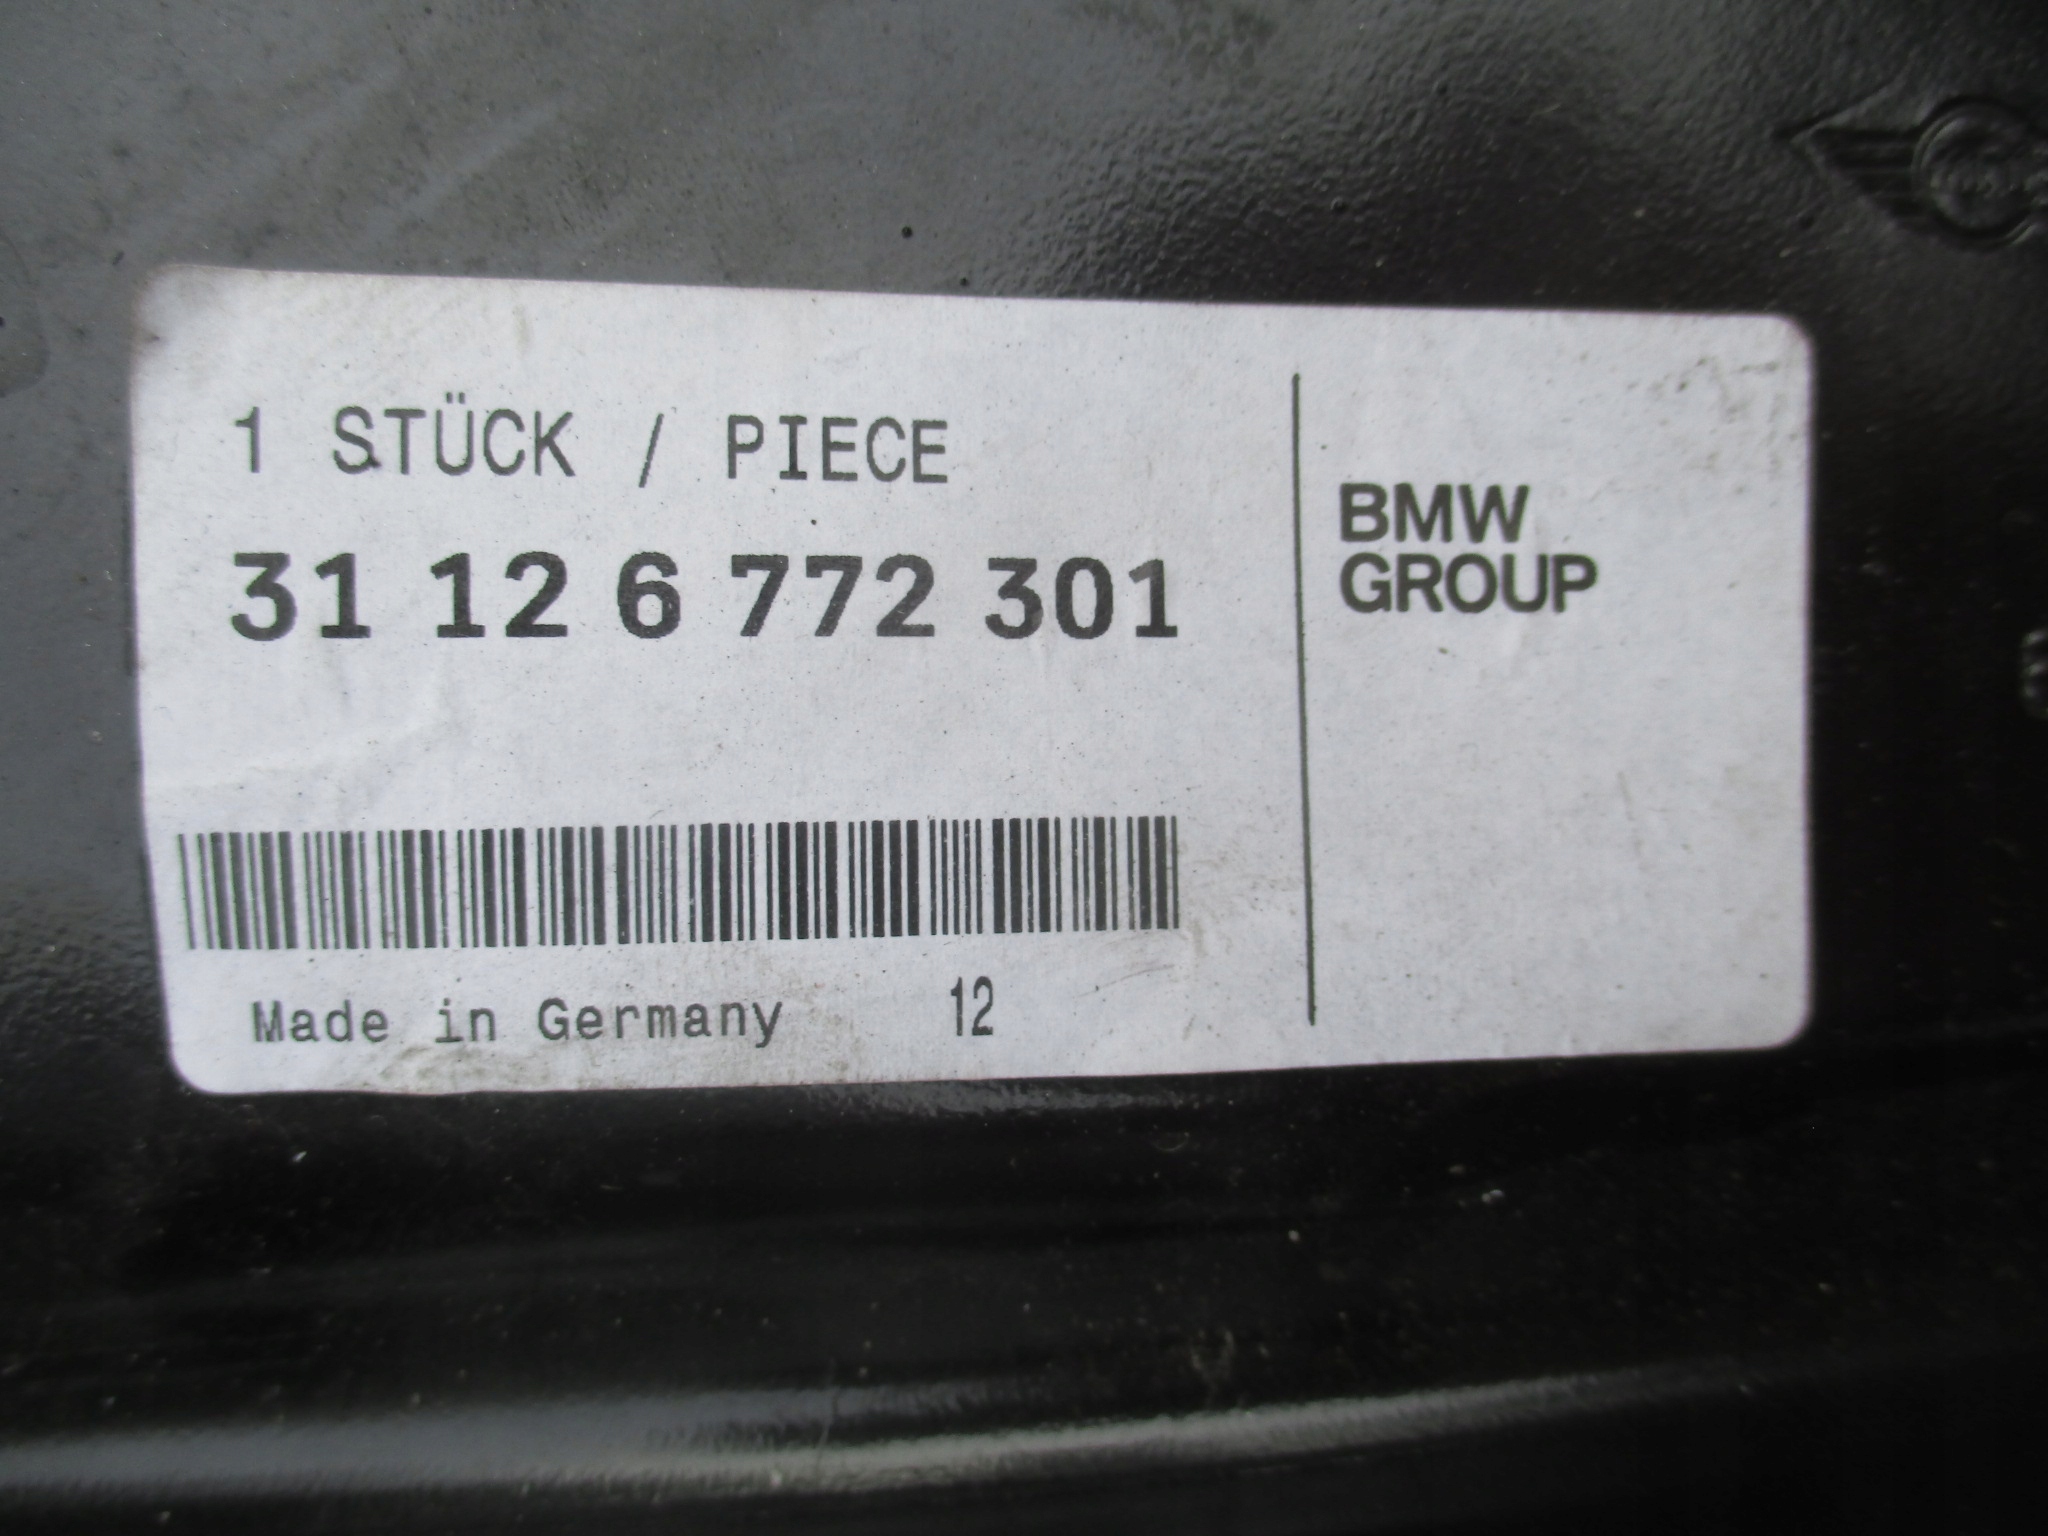 1 STÜCK / PIECE
31 12 6 772 301
BMW
GROUP
Made in Germany 12